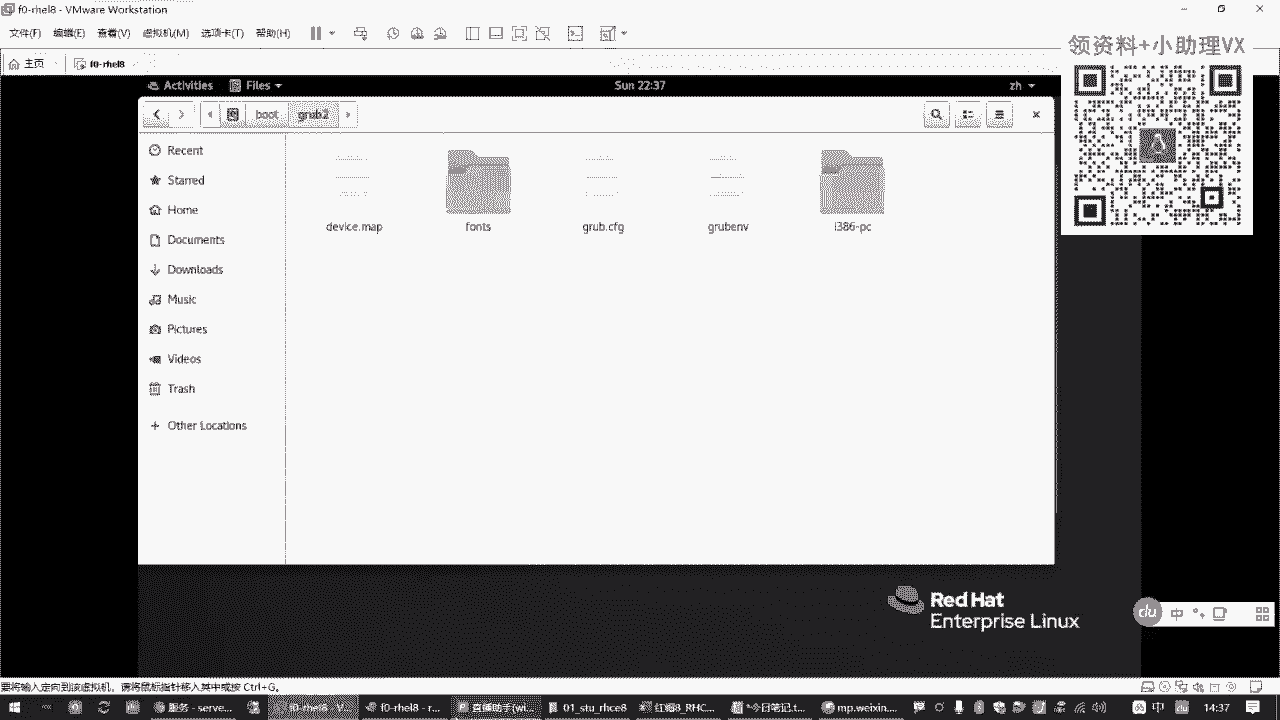 f0-rhel8 - VMware Workstation
文件(F) 编辑(E) 查看(V) 虚拟机(M) 选项卡(T) 帮助(H)
领资料+小助理VX
主页
f0-rhel8
Activities
Files
Sun 22:37
zh
boot
grub2
Recent
Starred
Home
Documents
Downloads
Music
Pictures
Videos
Trash
Other Locations
device.map
fonts
grub.cfg
grubenv
i386-pc
Red Hat
Enterprise Linux
du 中
要将输入定向到该虚拟机，请将鼠标指针移入其中或按 Ctrl+G。
服务 - serve...
f0-rhel8 - V...
f0-rhel8 - r...
直播助手(wi...
01_stu_rhce8
红帽8_RHC...
*今日笔记.t...
mp.weixin....
中
du
14:37